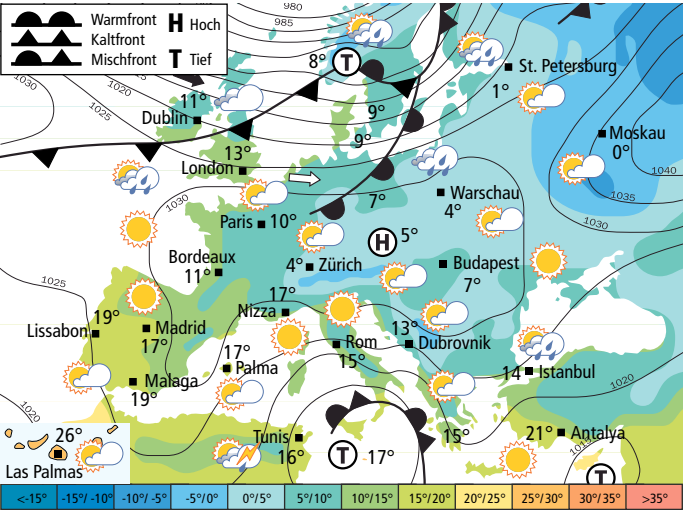 Warmfront
Kaltfront
Mischfront
H Hoch
T Tief
980
985
1030
1020
1025
T
8°
St. Petersburg
1°
11°
Dublin
9°
9°
Moskau
0°
13°
London
1040
1035
1030
1030
7°
Warschau
4°
Paris 10°
H 5°
Bordeaux
11°
4° Zürich
Budapest
7°
1025
17°
Nizza
19°
Lissabon
Madrid
17°
13°
Dubrovnik
Rom
15°
17°
Palma
Malaga
19°
14 Istanbul
1020
1020
26°
Las Palmas
Tunis
16°
T 17°
15°
21° Antalya
T
<-15°
-15°/ -10°
-10°/ -5°
-5°/0°
0°/5°
5°/10°
10°/15°
15°/20°
20°/25°
25°/30°
30°/35°
>35°